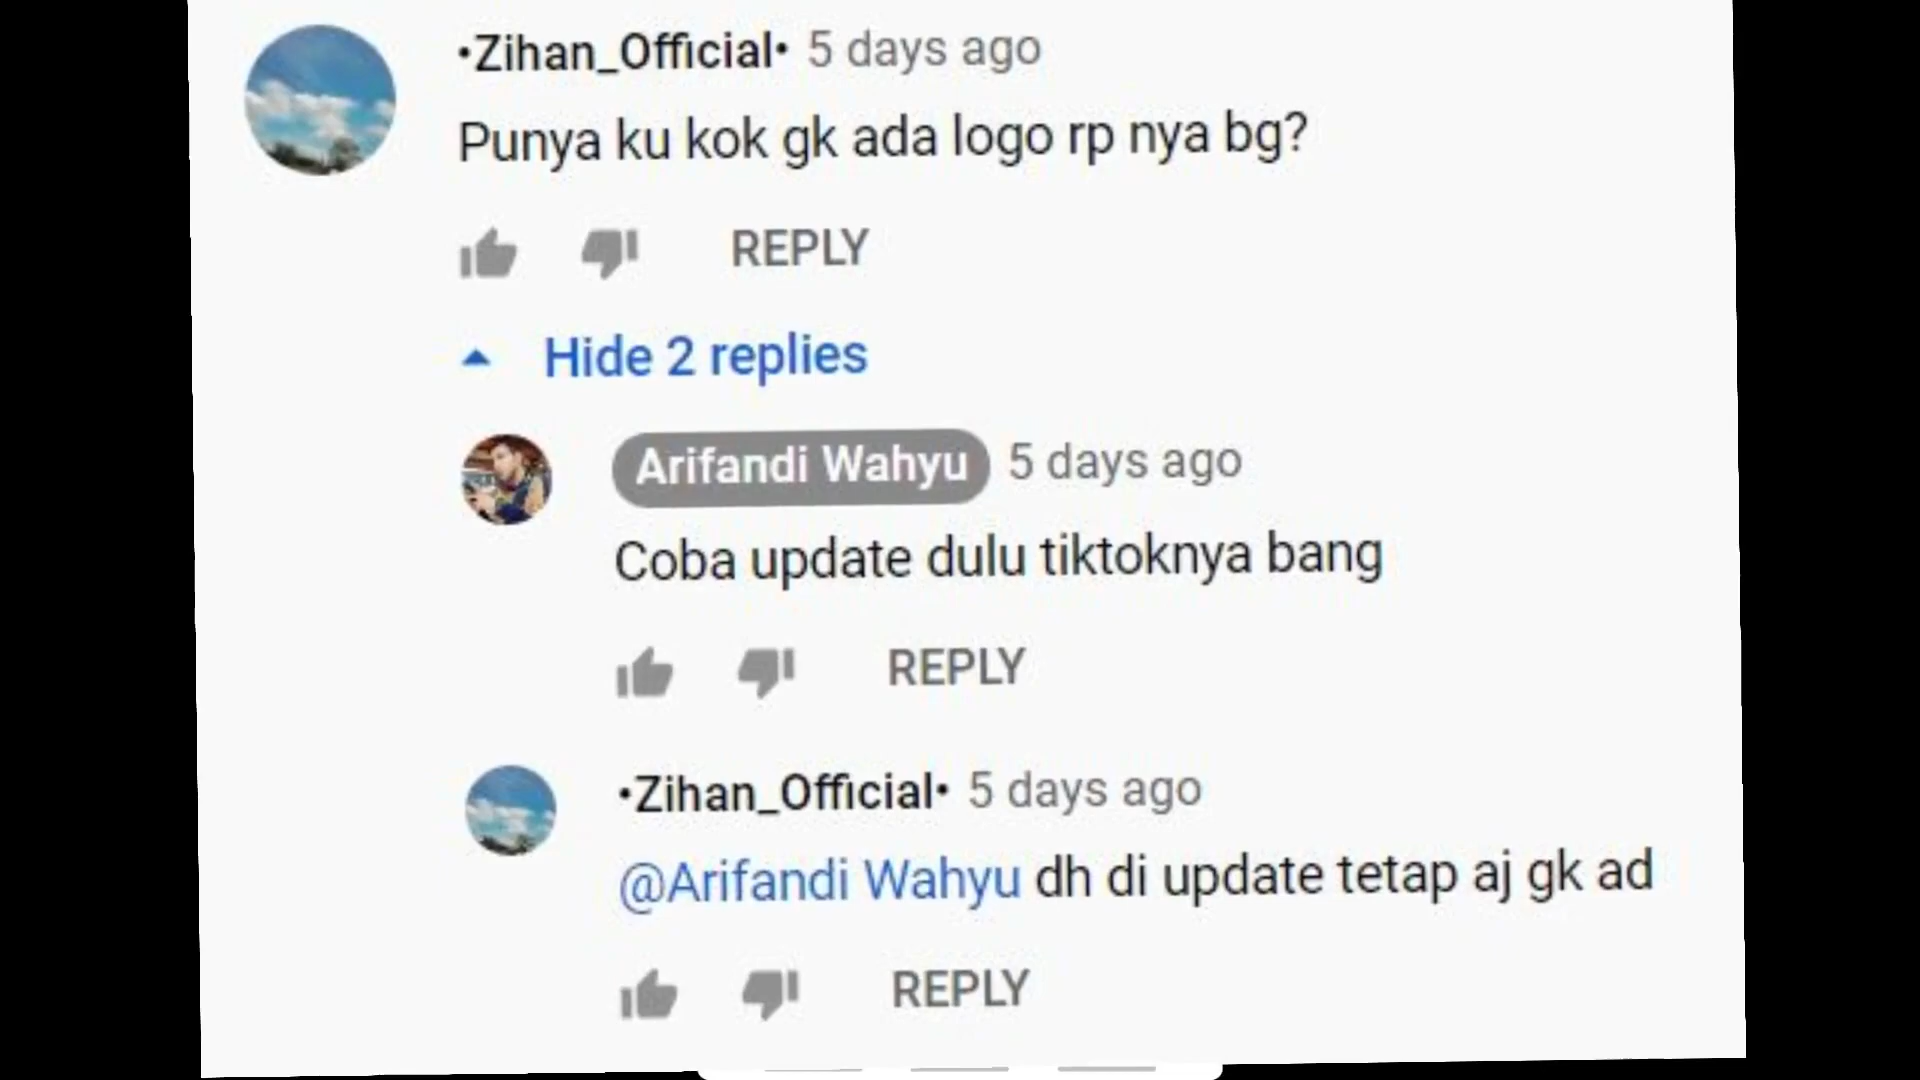 •Zihan_Official• 5 days ago
Punya ku kok gk ada logo rp nya bg?
REPLY
Hide 2 replies
Arifandi Wahyu 5 days ago
Coba update dulu tiktoknya bang
REPLY
•Zihan_Official• 5 days ago
@Arifandi Wahyu dh di update tetap aj gk ad
REPLY